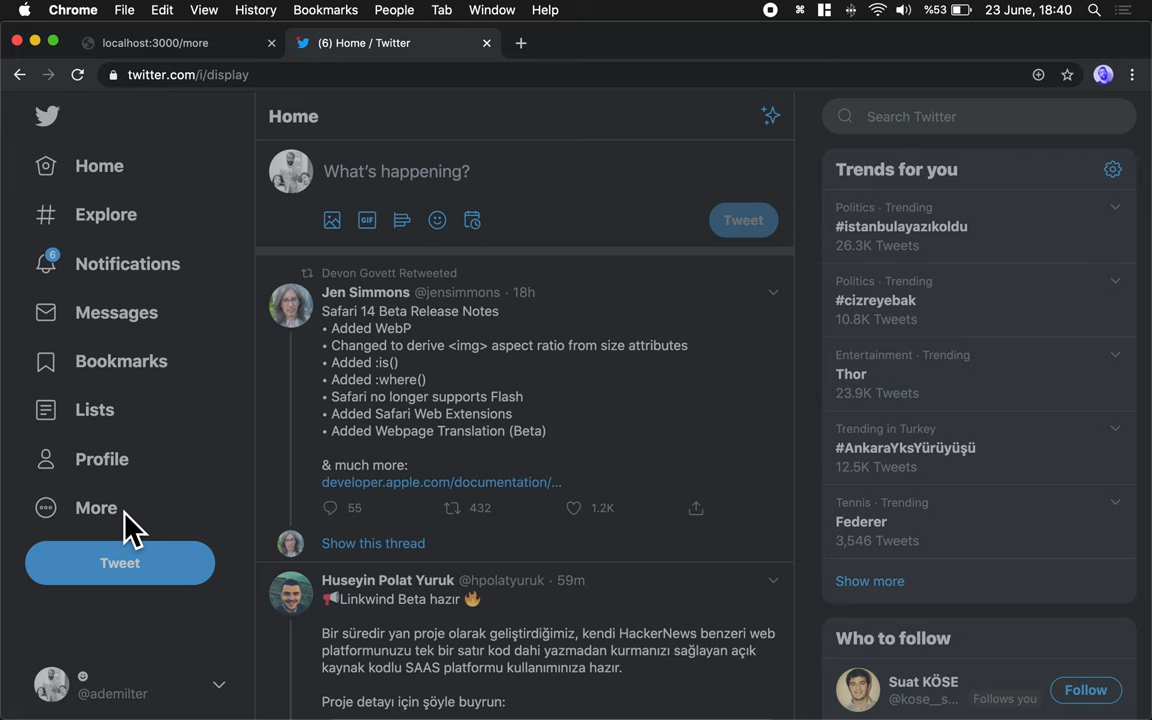 Chrome File Edit View History Bookmarks People Tab Window Help %53 23 June, 18:40
localhost:3000/more (6) Home / Twitter
twitter.com/i/display
Home
Explore
6
Notifications
Messages
Bookmarks
Lists
Profile
More
Tweet
@ademilter
Home
What's happening?
GIF
Tweet
Devon Govett Retweeted
Jen Simmons @jensimmons · 18h
Safari 14 Beta Release Notes
• Added WebP
• Changed to derive <img> aspect ratio from size attributes
• Added :is()
• Added :where()
• Safari no longer supports Flash
• Added Safari Web Extensions
• Added Webpage Translation (Beta)
& much more:
developer.apple.com/documentation/...
55 432 1.2K
Show this thread
Huseyin Polat Yuruk @hpolatyuruk · 59m
📢Linkwind Beta hazır 🔥
Bir süredir yan proje olarak geliştirdiğimiz, kendi HackerNews benzeri web
platformunuzu tek bir satır kod dahi yazmadan kurmanızı sağlayan açık
kaynak kodlu SAAS platformu kullanımınıza hazır.
Proje detayı için şöyle buyrun:
Search Twitter
Trends for you
Politics · Trending
#istanbulayazıkoldu
26.3K Tweets
Politics · Trending
#cizreyebak
10.8K Tweets
Entertainment · Trending
Thor
23.9K Tweets
Trending in Turkey
#AnkaraYksYürüyüşü
12.5K Tweets
Tennis · Trending
Federer
3,546 Tweets
Show more
Who to follow
Suat KÖSE
@kose__s... Follows you
Follow